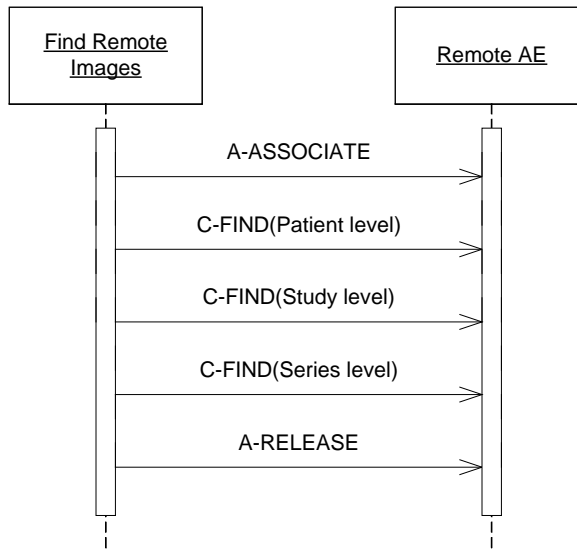 Find Remote
Images
Remote AE
A-ASSOCIATE
C-FIND(Patient level)
C-FIND(Study level)
C-FIND(Series level)
A-RELEASE